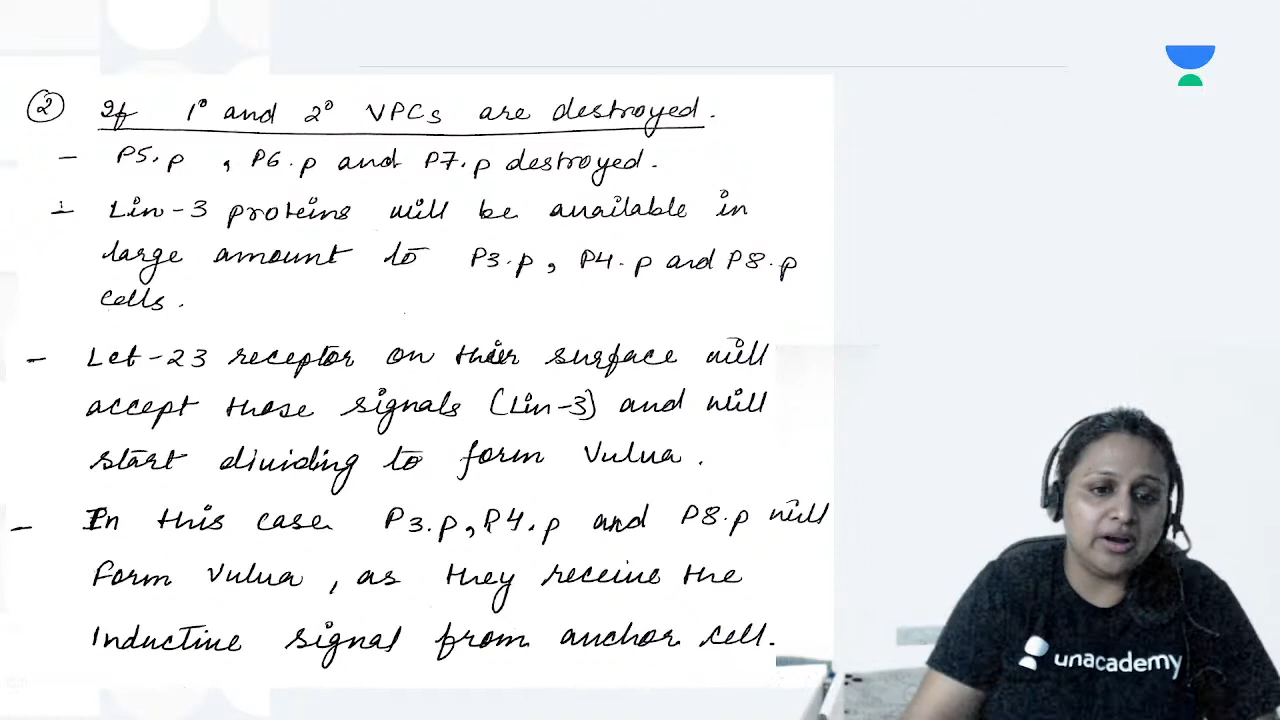 ② If 1° and 2° VPCs are destroyed.
- P5.p , P6.p and P7.p destroyed.
- Lin-3 proteins will be available in
large amount to P3.p, P4.p and P8.p
cells.
- Let-23 receptor on their surface will
accept those signals (Lin-3) and will
start dividing to form Vulva.
- In this case P3.p, P4.p and P8.p will
form Vulva, as they receive the
inductive signal from anchor cell.
unacademy